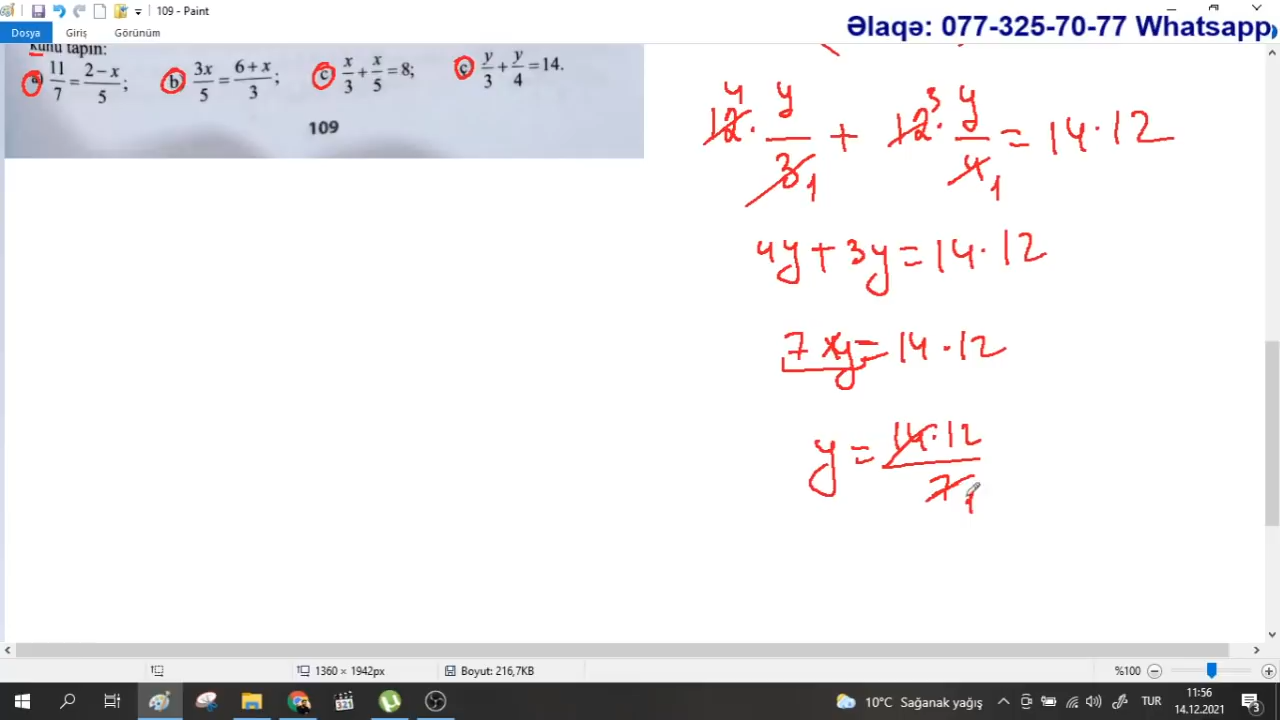 109 - Paint
Əlaqə: 077-325-70-77 Whatsapp
Dosya Giriş Görünüm
kunu tapın:
a) 11/7 = 2−x/5; b) 3x/5 = 6+x/3; c) x/3 + x/5 = 8; ç) y/3 + y/4 = 14.
109
12 4 · y/3 1 + 12 3 · y/4 1 = 14·12
4y+3y=14·12
7xy=14·12
y = 14·12/7 1
1360 × 1942px
Boyut: 216,7KB
%100
10°C Sağanak yağış
TUR
11:56
14.12.2021
3